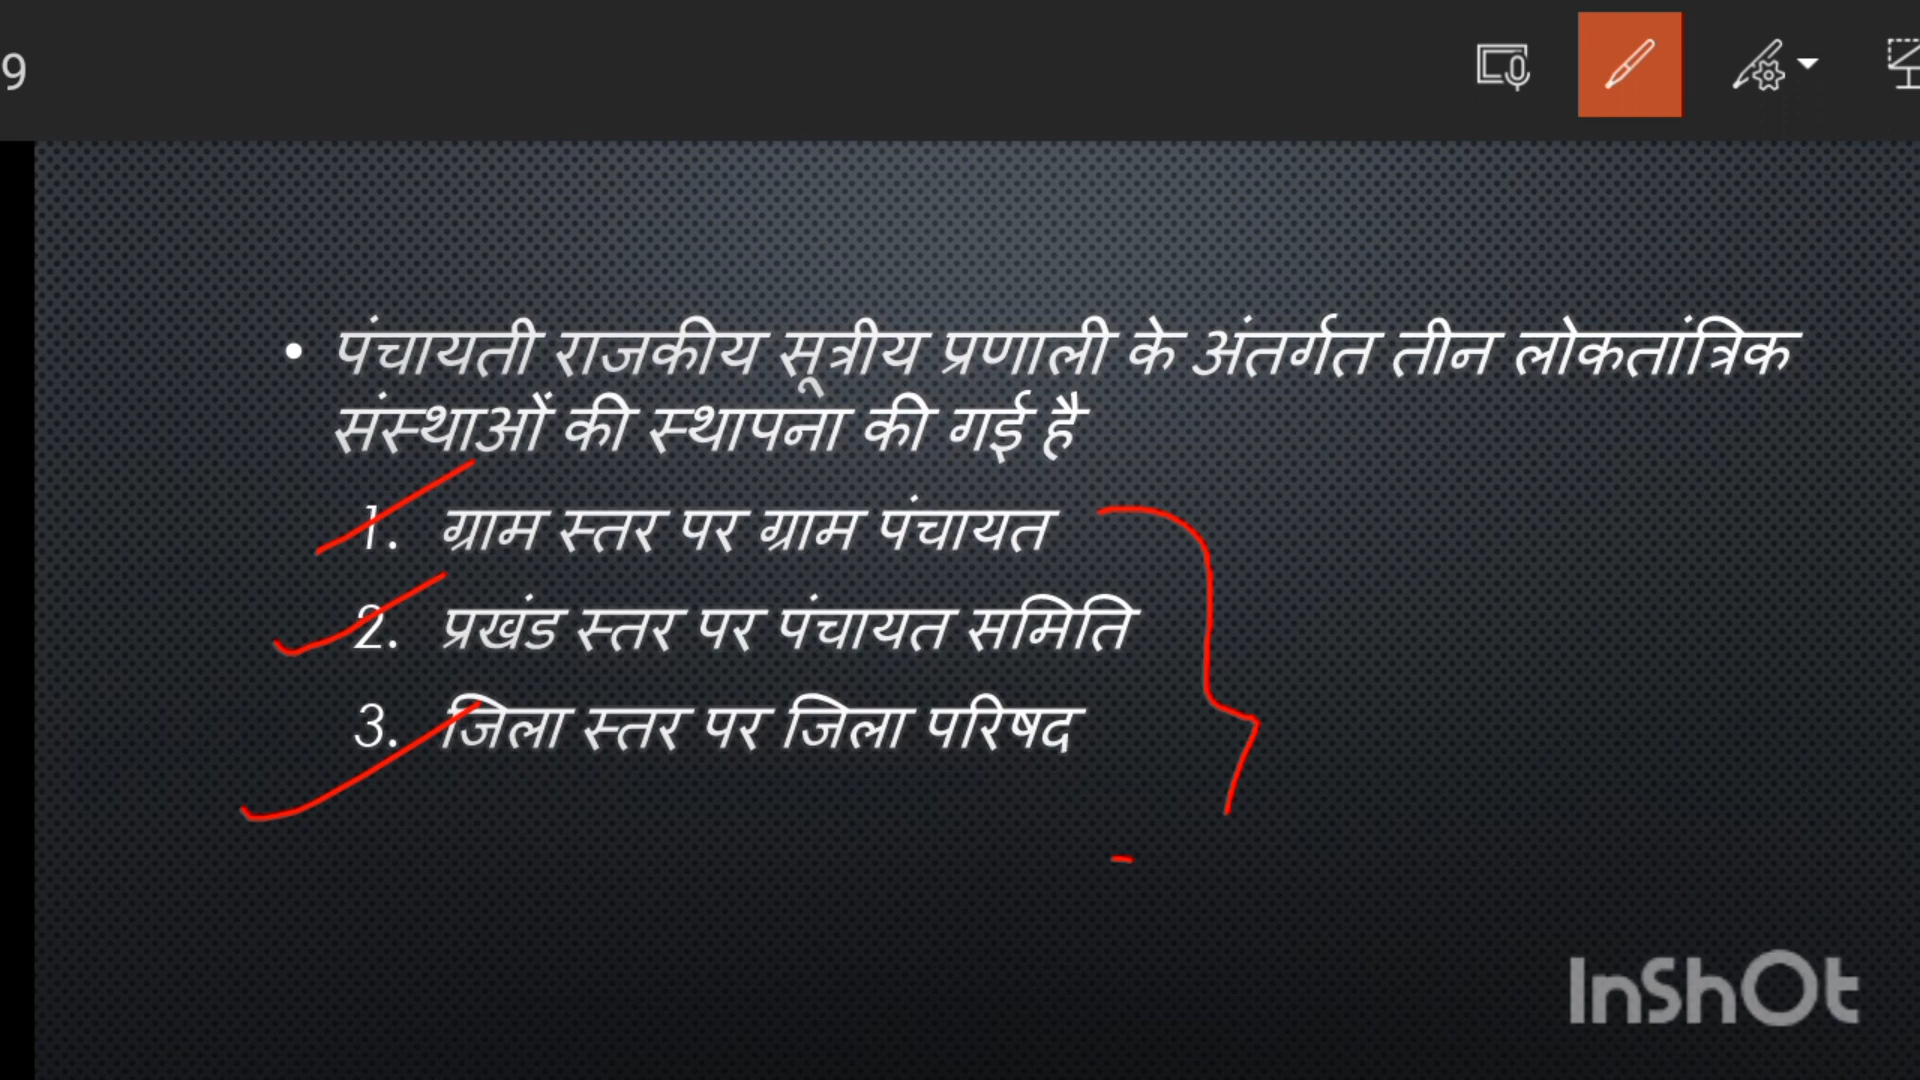 9
• पंचायती राजकीय सूत्रीय प्रणाली के अंतर्गत तीन लोकतांत्रिक
संस्थाओं की स्थापना की गई है
1. ग्राम स्तर पर ग्राम पंचायत
2. प्रखंड स्तर पर पंचायत समिति
3. जिला स्तर पर जिला परिषद
InShOt